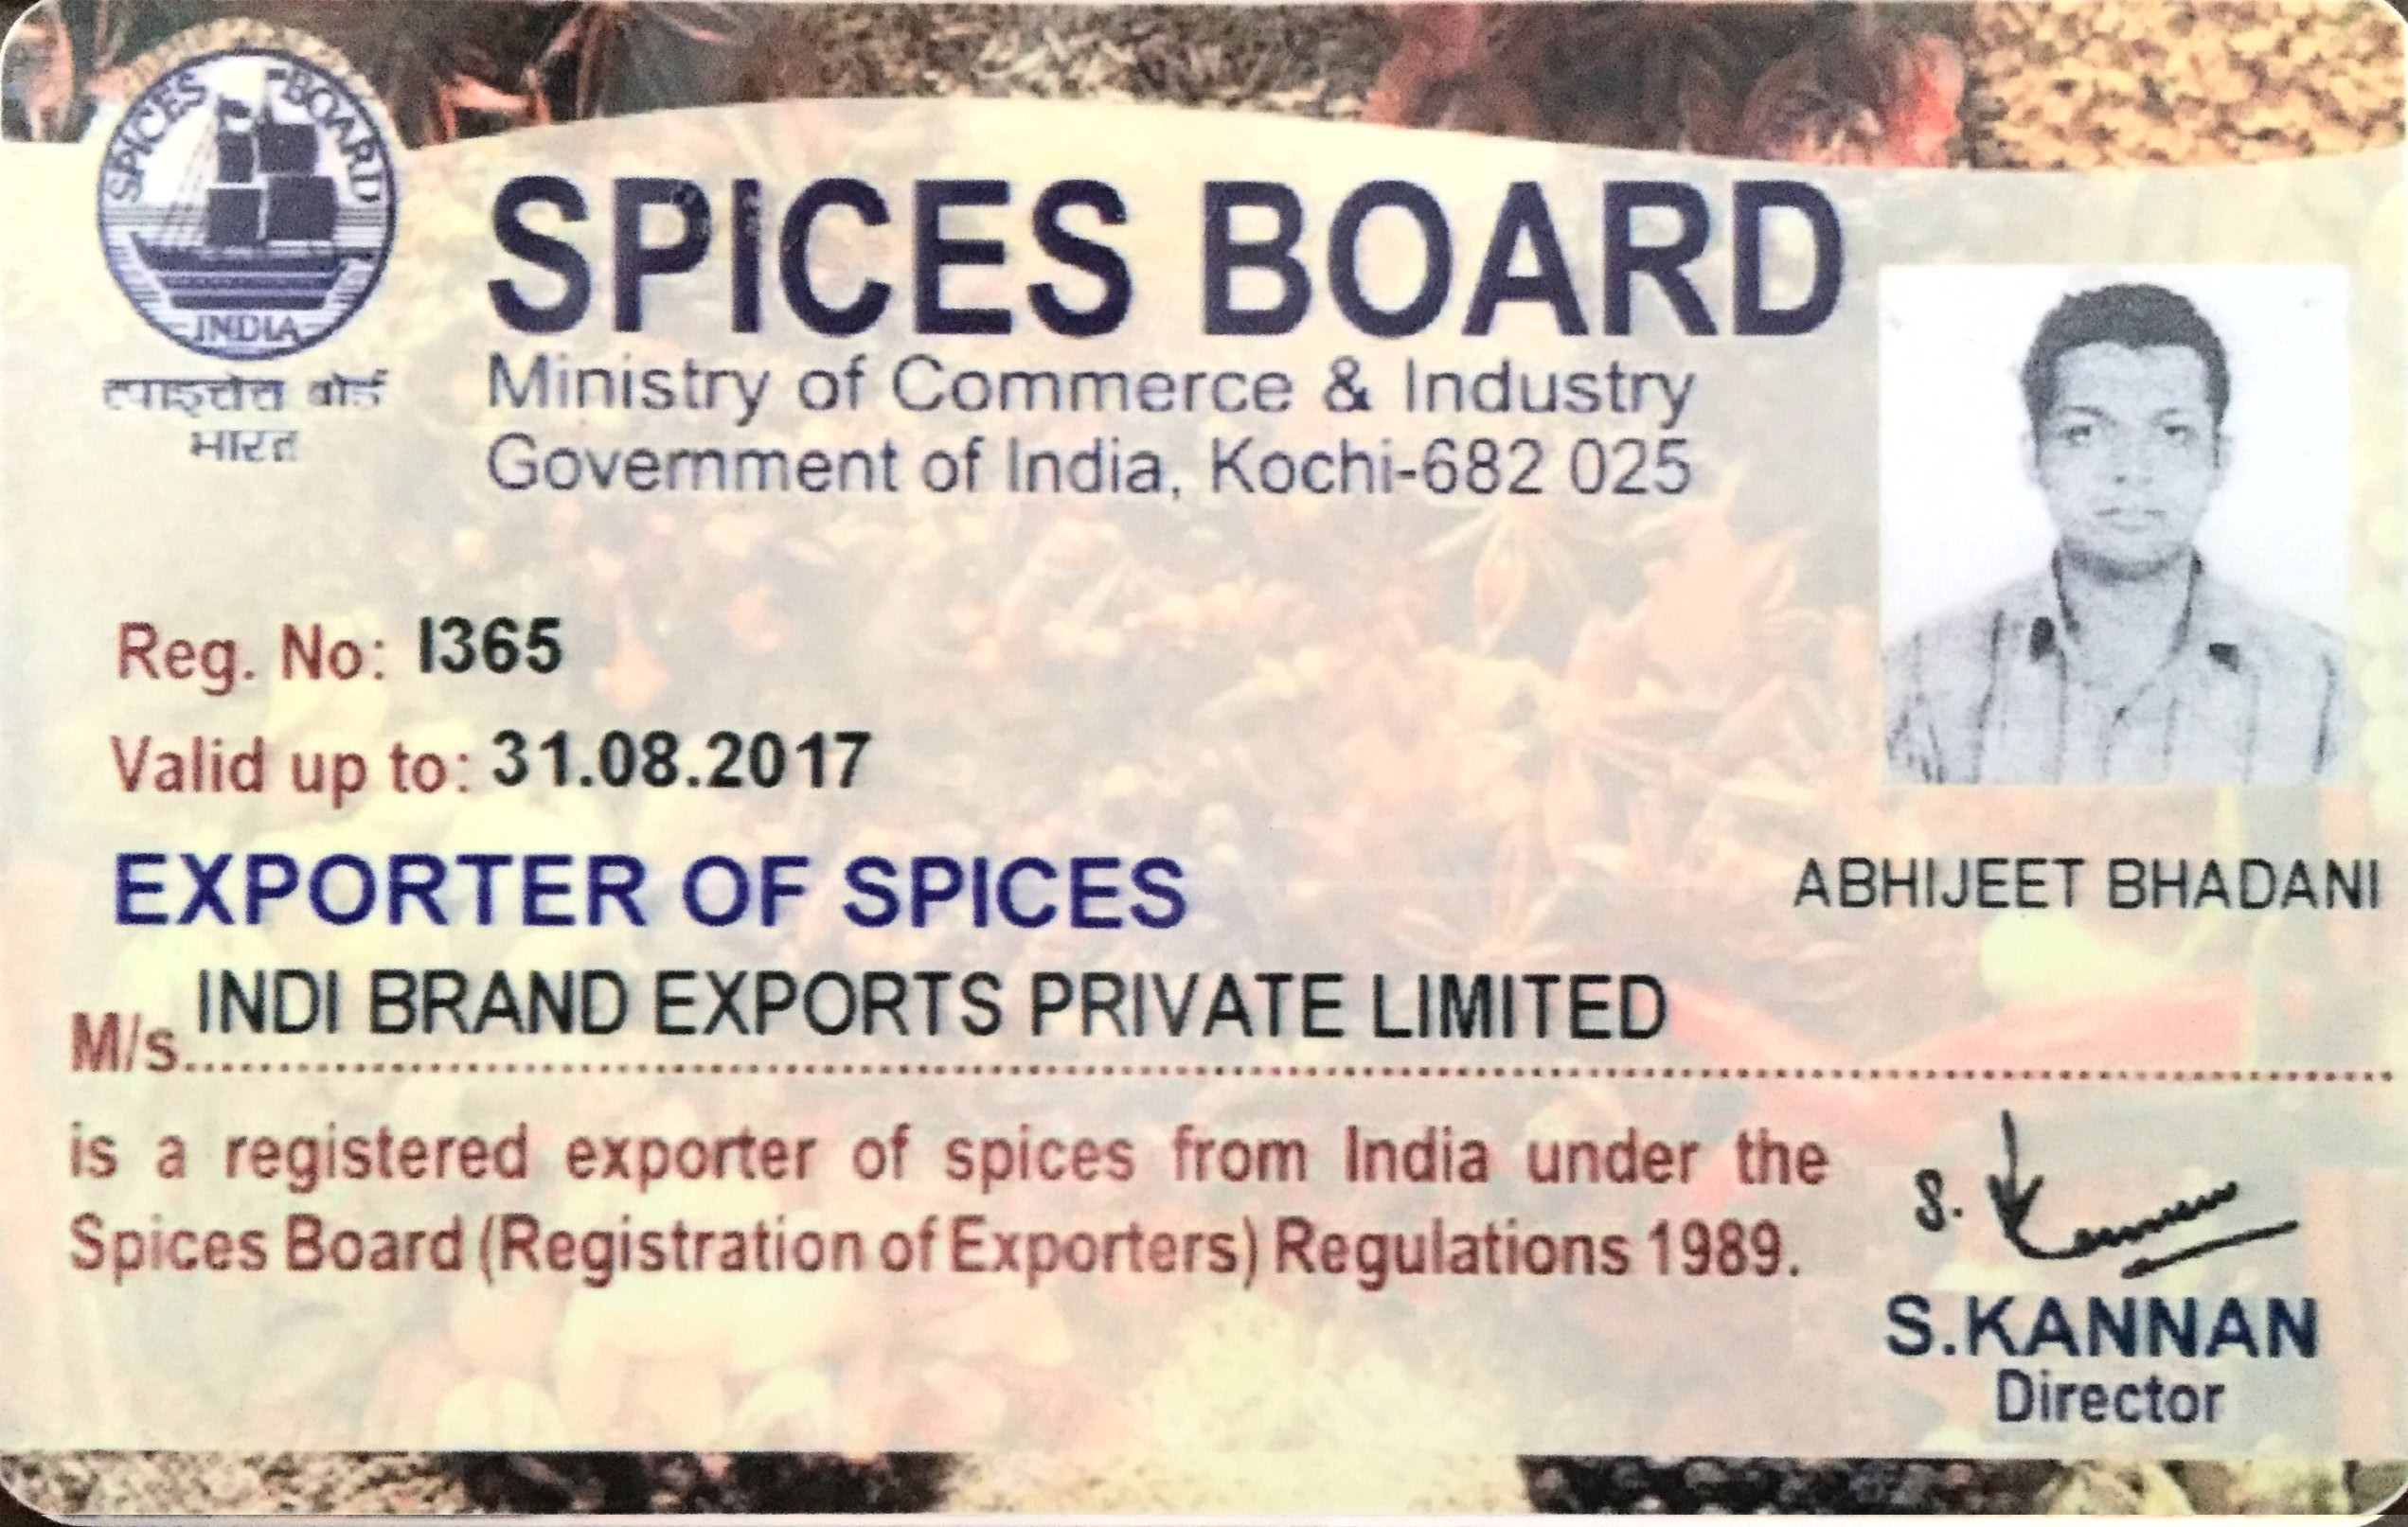 SPICES BOARD
INDIA
स्पाइसेस बोर्ड
भारत
SPICES BOARD
Ministry of Commerce & Industry
Government of India, Kochi-682 025
Reg. No: I365
Valid up to: 31.08.2017
EXPORTER OF SPICES
ABHIJEET BHADANI
M/s. INDI BRAND EXPORTS PRIVATE LIMITED
is a registered exporter of spices from India under the
Spices Board (Registration of Exporters) Regulations 1989.
S. Kannan
S.KANNAN
Director